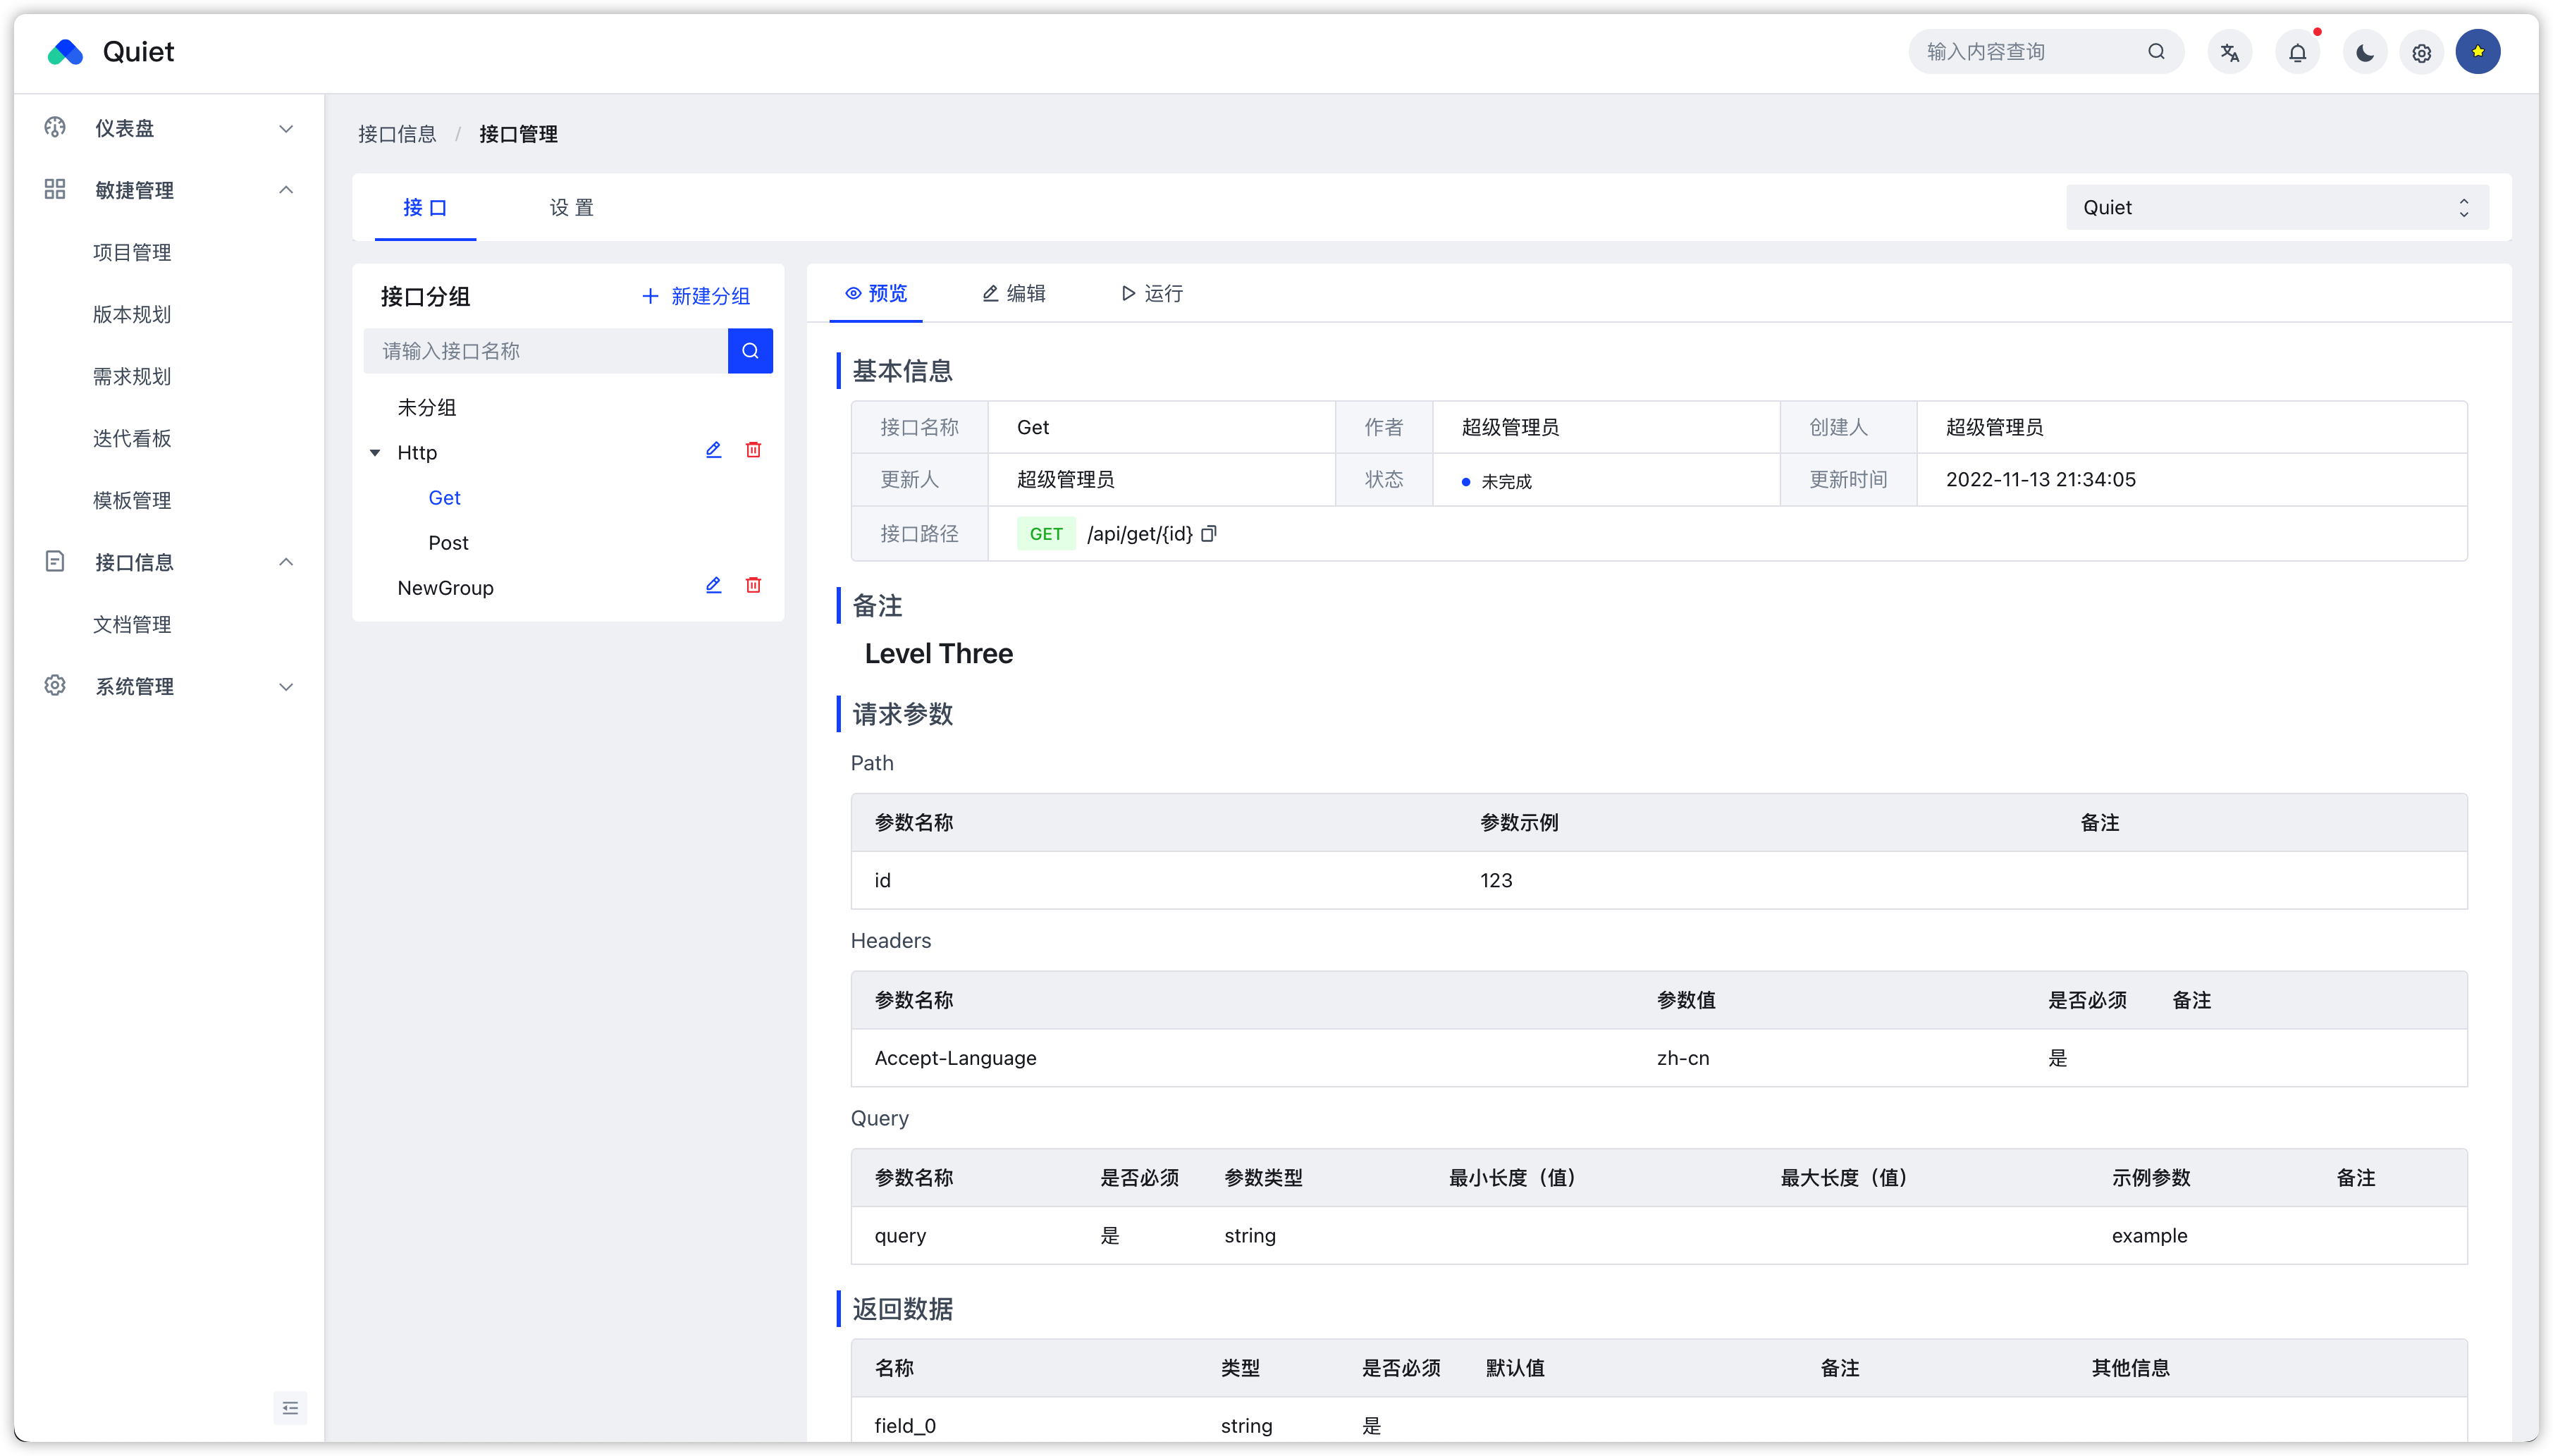 Quiet
输入内容查询
仪表盘
敏捷管理
项目管理
版本规划
需求规划
迭代看板
模板管理
接口信息
文档管理
系统管理
接口信息 / 接口管理
接口 设置
Quiet
接口分组 新建分组
请输入接口名称
未分组
Http
Get
Post
NewGroup
预览 编辑 运行
基本信息
接口名称 Get 作者 超级管理员 创建人 超级管理员
更新人 超级管理员 状态 未完成 更新时间 2022-11-13 21:34:05
接口路径 GET /api/get/{id}
备注
Level Three
请求参数
Path
参数名称 参数示例 备注
id 123
Headers
参数名称 参数值 是否必须 备注
Accept-Language zh-cn 是
Query
参数名称 是否必须 参数类型 最小长度（值） 最大长度（值） 示例参数 备注
query 是 string example
返回数据
名称 类型 是否必须 默认值 备注 其他信息
field_0 string 是